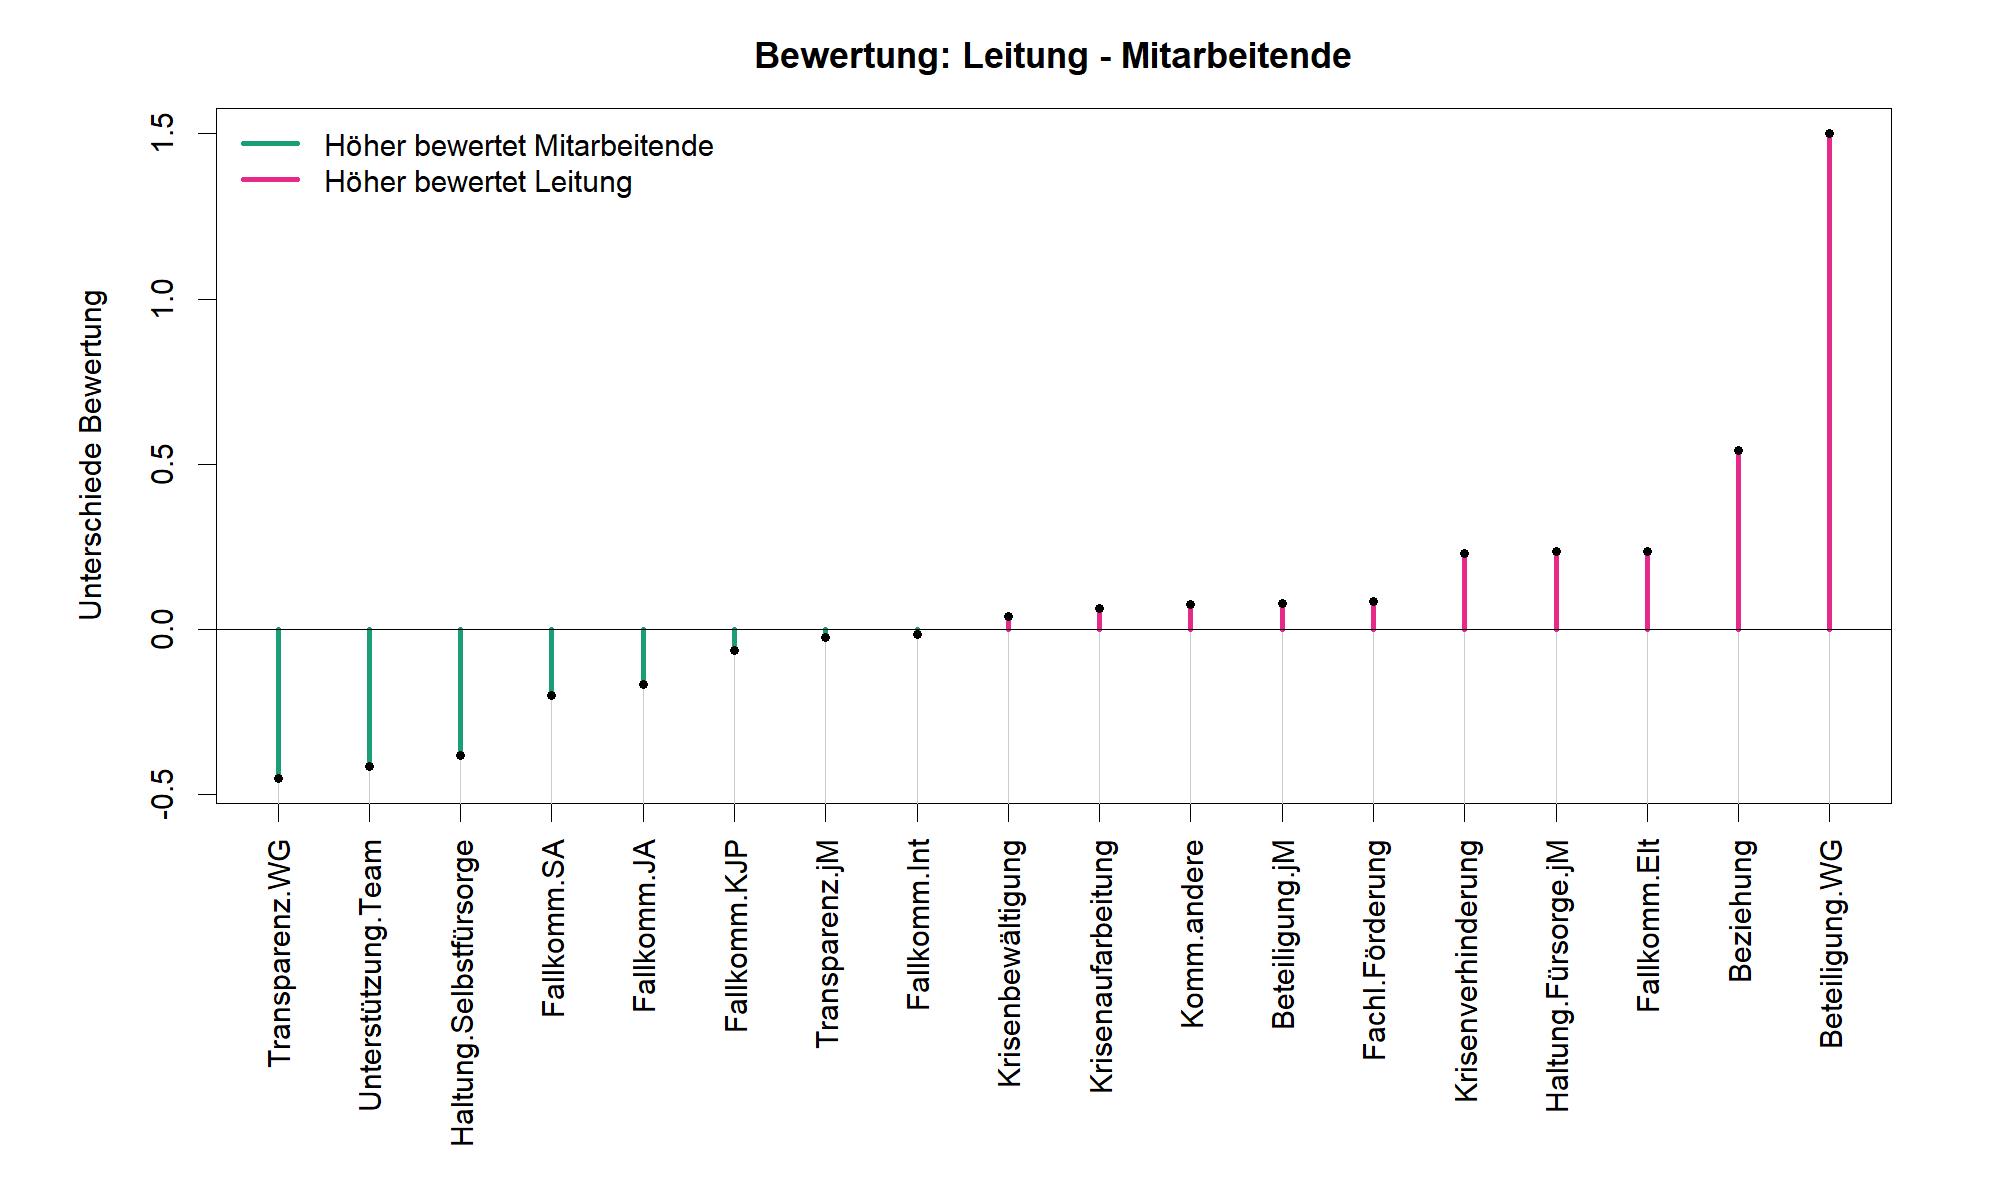 Bewertung: Leitung - Mitarbeitende
Höher bewertet Mitarbeitende
Höher bewertet Leitung
Unterschiede Bewertung
1.5
1.0
0.5
0.0
-0.5
Transparenz.WG
Unterstützung.Team
Haltung.Selbstfürsorge
Fallkomm.SA
Fallkomm.JA
Fallkomm.KJP
Transparenz.jM
Fallkomm.Int
Krisenbewältigung
Krisenaufarbeitung
Komm.andere
Beteiligung.jM
Fachl.Förderung
Krisenverhinderung
Haltung.Fürsorge.jM
Fallkomm.Elt
Beziehung
Beteiligung.WG